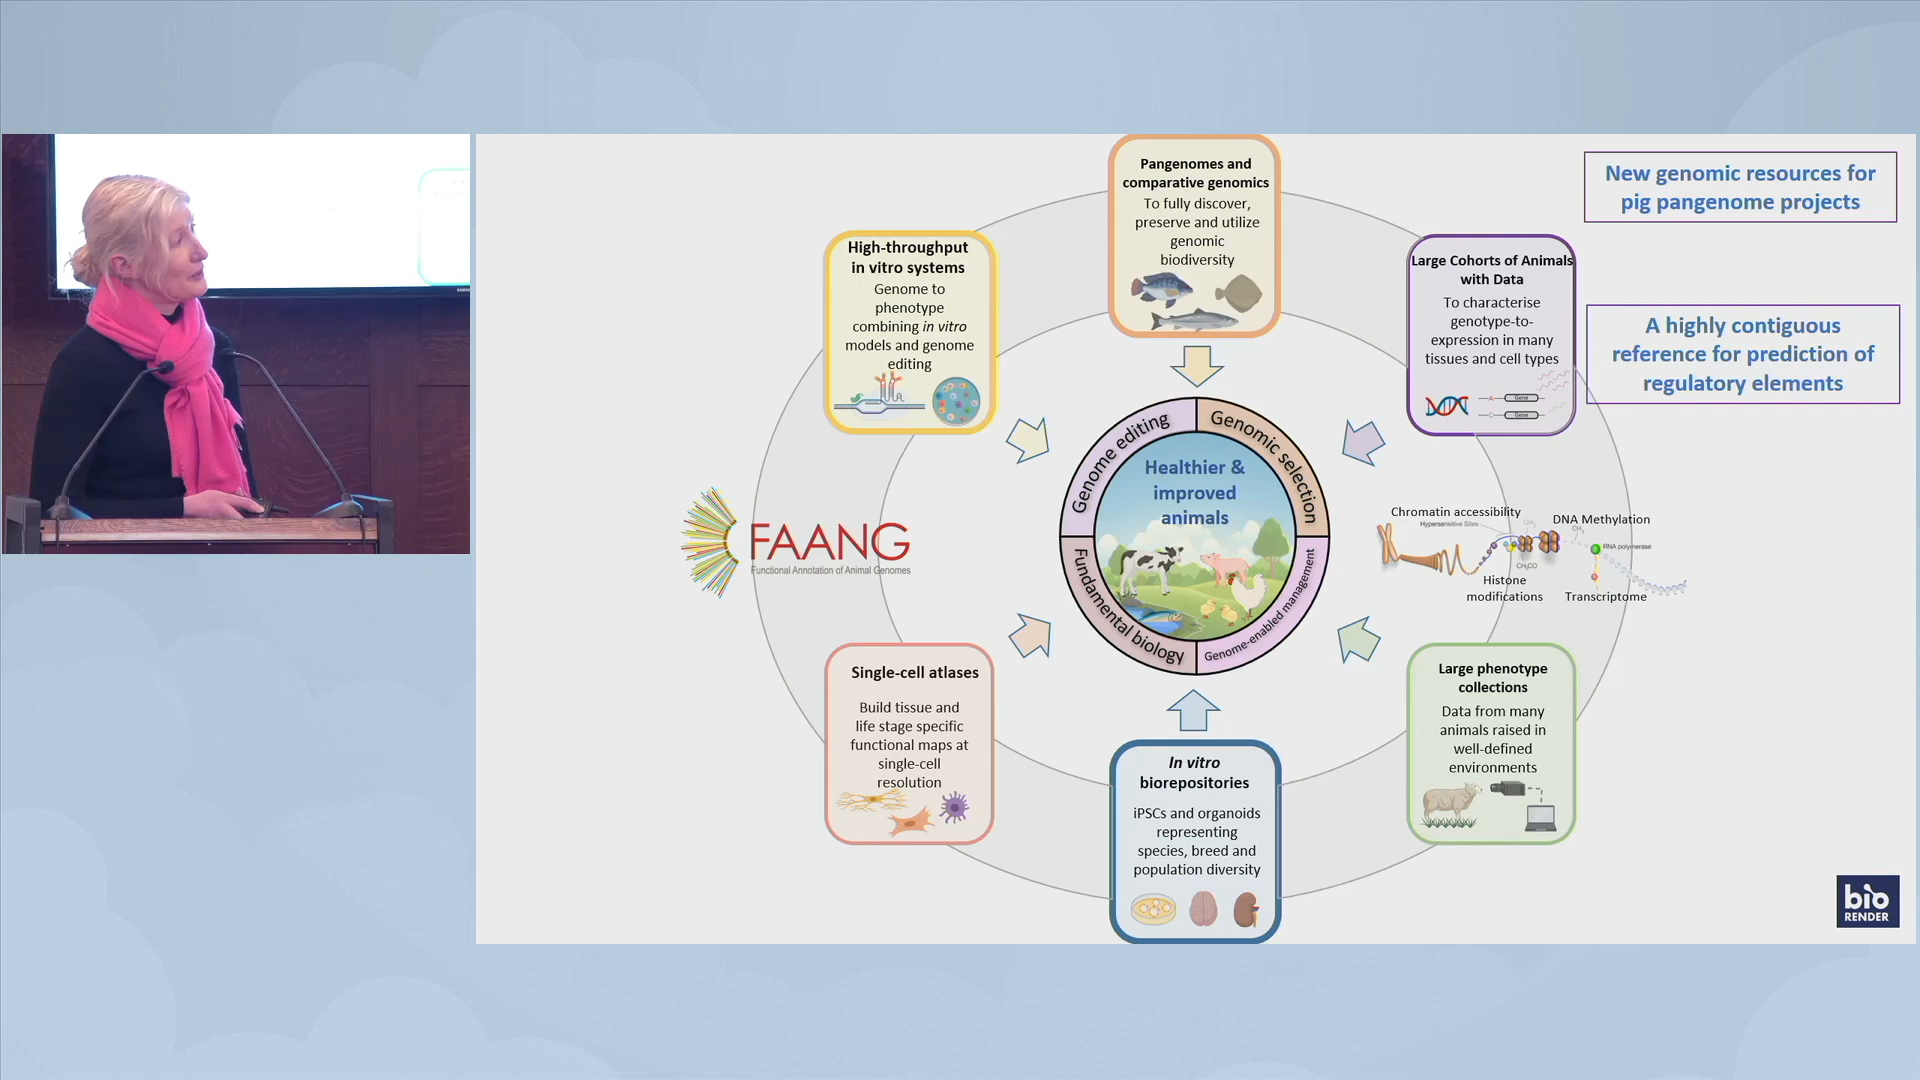 Pangenomes and
comparative genomics
To fully discover,
preserve and utilize
genomic
biodiversity
New genomic resources for
pig pangenome projects
High-throughput
in vitro systems
Genome to
phenotype
combining in vitro
models and genome
editing
Large Cohorts of Animals
with Data
To characterise
genotype-to-
expression in many
tissues and cell types
A
Gene
C
Gene
A highly contiguous
reference for prediction of
regulatory elements
Genome editing
Genomic selection
Healthier &
improved
animals
Fundamental biology
Genome-enabled management
FAANG
Functional Annotation of Animal Genomes
Chromatin accessibility
Hypersensitive Sites
DNA Methylation
RNA polymerase
Histone
modifications
Transcriptome
Single-cell atlases
Build tissue and
life stage specific
functional maps at
single-cell
resolution
In vitro
biorepositories
iPSCs and organoids
representing
species, breed and
population diversity
Large phenotype
collections
Data from many
animals raised in
well-defined
environments
bio
RENDER